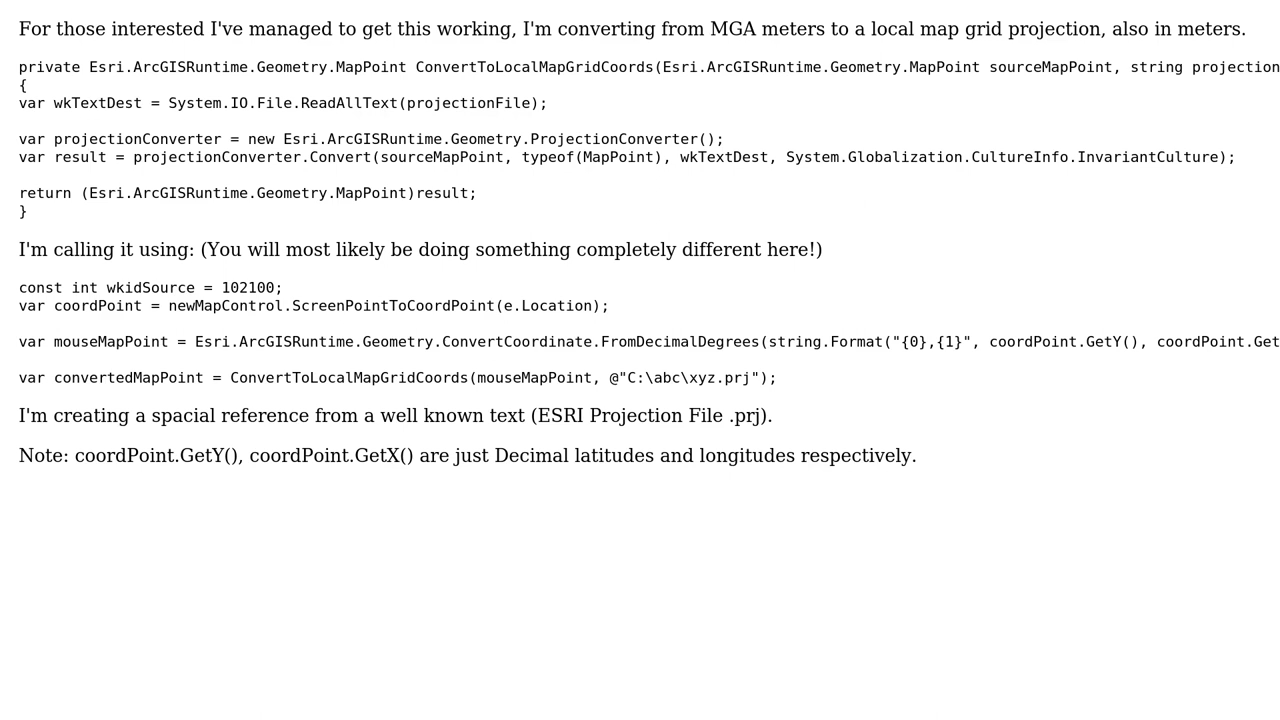 For those interested I've managed to get this working, I'm converting from MGA meters to a local map grid projection, also in meters.
private Esri.ArcGISRuntime.Geometry.MapPoint ConvertToLocalMapGridCoords(Esri.ArcGISRuntime.Geometry.MapPoint sourceMapPoint, string projection
{
var wkTextDest = System.IO.File.ReadAllText(projectionFile);
var projectionConverter = new Esri.ArcGISRuntime.Geometry.ProjectionConverter();
var result = projectionConverter.Convert(sourceMapPoint, typeof(MapPoint), wkTextDest, System.Globalization.CultureInfo.InvariantCulture);
return (Esri.ArcGISRuntime.Geometry.MapPoint)result;
}
I'm calling it using: (You will most likely be doing something completely different here!)
const int wkidSource = 102100;
var coordPoint = newMapControl.ScreenPointToCoordPoint(e.Location);
var mouseMapPoint = Esri.ArcGISRuntime.Geometry.ConvertCoordinate.FromDecimalDegrees(string.Format("{0},{1}", coordPoint.GetY(), coordPoint.Get
var convertedMapPoint = ConvertToLocalMapGridCoords(mouseMapPoint, @"C:\abc\xyz.prj");
I'm creating a spacial reference from a well known text (ESRI Projection File .prj).
Note: coordPoint.GetY(), coordPoint.GetX() are just Decimal latitudes and longitudes respectively.